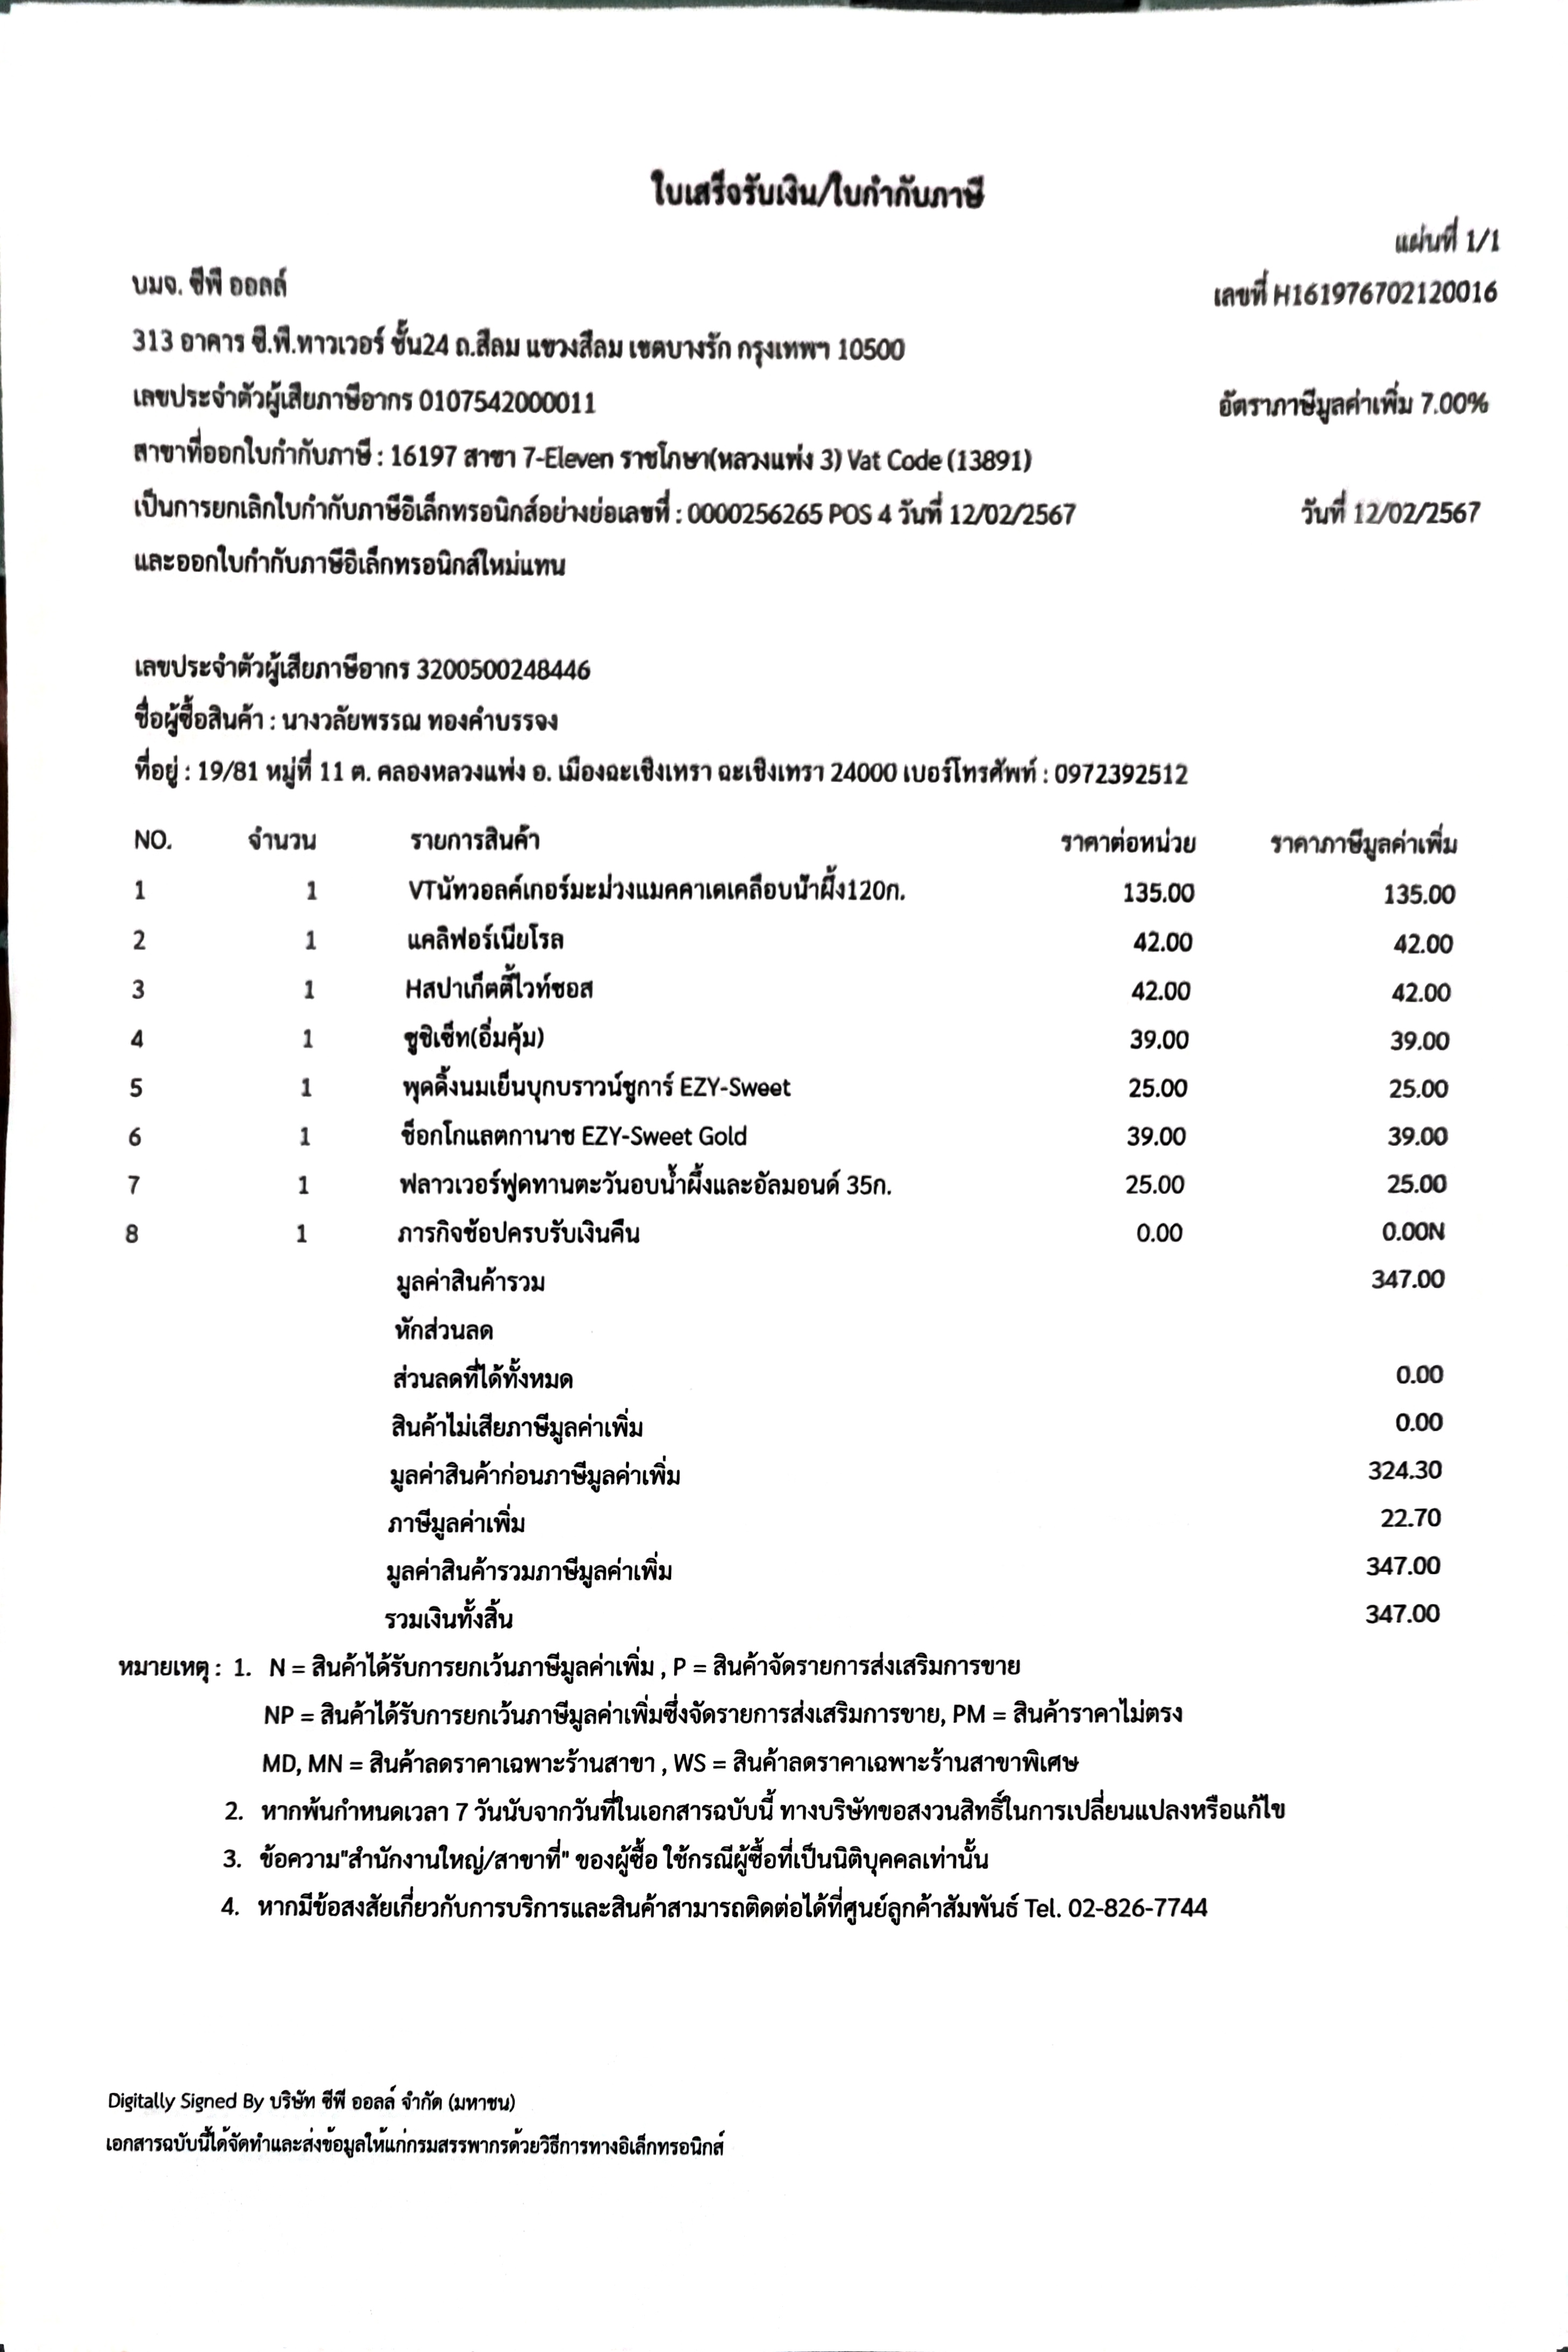 ใบเสร็จรับเงิน/ใบกำกับภาษี
แผ่นที่ 1/1
บมจ. ซีพี ออลล์ เลขที่ H161976702120016
313 อาคาร ซี.พี.ทาวเวอร์ ชั้น24 ถ.สีลม แขวงสีลม เขตบางรัก กรุงเทพฯ 10500
เลขประจำตัวผู้เสียภาษีอากร 0107542000011 อัตราภาษีมูลค่าเพิ่ม 7.00%
สาขาที่ออกใบกำกับภาษี : 16197 สาขา 7-Eleven ราชโภษา(หลวงแพ่ง 3) Vat Code (13891)
เป็นการยกเลิกใบกำกับภาษีอิเล็กทรอนิกส์อย่างย่อเลขที่ : 0000256265 POS 4 วันที่ 12/02/2567 วันที่ 12/02/2567
และออกใบกำกับภาษีอิเล็กทรอนิกส์ใหม่แทน
เลขประจำตัวผู้เสียภาษีอากร 3200500248446
ชื่อผู้ซื้อสินค้า : นางวลัยพรรณ ทองคำบรรจง
ที่อยู่ : 19/81 หมู่ที่ 11 ต. คลองหลวงแพ่ง อ. เมืองฉะเชิงเทรา ฉะเชิงเทรา 24000 เบอร์โทรศัพท์ : 0972392512
NO. จำนวน รายการสินค้า ราคาต่อหน่วย ราคาภาษีมูลค่าเพิ่ม
1 1 VTนัทวอลค์เกอร์มะม่วงแมคคาเดเคลือบน้ำผึ้ง120ก. 135.00 135.00
2 1 แคลิฟอร์เนียโรล 42.00 42.00
3 1 Hสปาเก็ตตี้ไวท์ซอส 42.00 42.00
4 1 ซูชิเซ็ท(อิ่มคุ้ม) 39.00 39.00
5 1 พุดดิ้งนมเย็นบุกบราวน์ชูการ์ EZY-Sweet 25.00 25.00
6 1 ช็อกโกแลตกานาช EZY-Sweet Gold 39.00 39.00
7 1 ฟลาวเวอร์ฟูดทานตะวันอบน้ำผึ้งและอัลมอนด์ 35ก. 25.00 25.00
8 1 ภารกิจช้อปครบรับเงินคืน 0.00 0.00N
มูลค่าสินค้ารวม 347.00
หักส่วนลด
ส่วนลดที่ได้ทั้งหมด 0.00
สินค้าไม่เสียภาษีมูลค่าเพิ่ม 0.00
มูลค่าสินค้าก่อนภาษีมูลค่าเพิ่ม 324.30
ภาษีมูลค่าเพิ่ม 22.70
มูลค่าสินค้ารวมภาษีมูลค่าเพิ่ม 347.00
รวมเงินทั้งสิ้น 347.00
หมายเหตุ : 1. N = สินค้าได้รับการยกเว้นภาษีมูลค่าเพิ่ม , P = สินค้าจัดรายการส่งเสริมการขาย
NP = สินค้าได้รับการยกเว้นภาษีมูลค่าเพิ่มซึ่งจัดรายการส่งเสริมการขาย, PM = สินค้าราคาไม่ตรง
MD, MN = สินค้าลดราคาเฉพาะร้านสาขา , WS = สินค้าลดราคาเฉพาะร้านสาขาพิเศษ
2. หากพ้นกำหนดเวลา 7 วันนับจากวันที่ในเอกสารฉบับนี้ ทางบริษัทขอสงวนสิทธิ์ในการเปลี่ยนแปลงหรือแก้ไข
3. ข้อความ"สำนักงานใหญ่/สาขาที่" ของผู้ซื้อ ใช้กรณีผู้ซื้อที่เป็นนิติบุคคลเท่านั้น
4. หากมีข้อสงสัยเกี่ยวกับการบริการและสินค้าสามารถติดต่อได้ที่ศูนย์ลูกค้าสัมพันธ์ Tel. 02-826-7744
Digitally Signed By บริษัท ซีพี ออลล์ จำกัด (มหาชน)
เอกสารฉบับนี้ได้จัดทำและส่งข้อมูลให้แก่กรมสรรพากรด้วยวิธีการทางอิเล็กทรอนิกส์